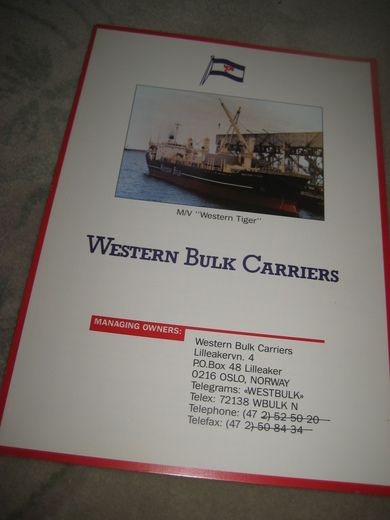 M/V "Western Tiger".
WESTERN BULK CARRIERS
MANAGING OWNERS:
Western Bulk Carriers
Lilleakervn. 4
P.O.Box 48 Lilleaker
0216 OSLO, NORWAY
Telegrams: «WESTBULK»
Telex: 72138 WBULK N
Telephone: (47 2) 52 50 20
Telefax: (47 2) 50 84 34